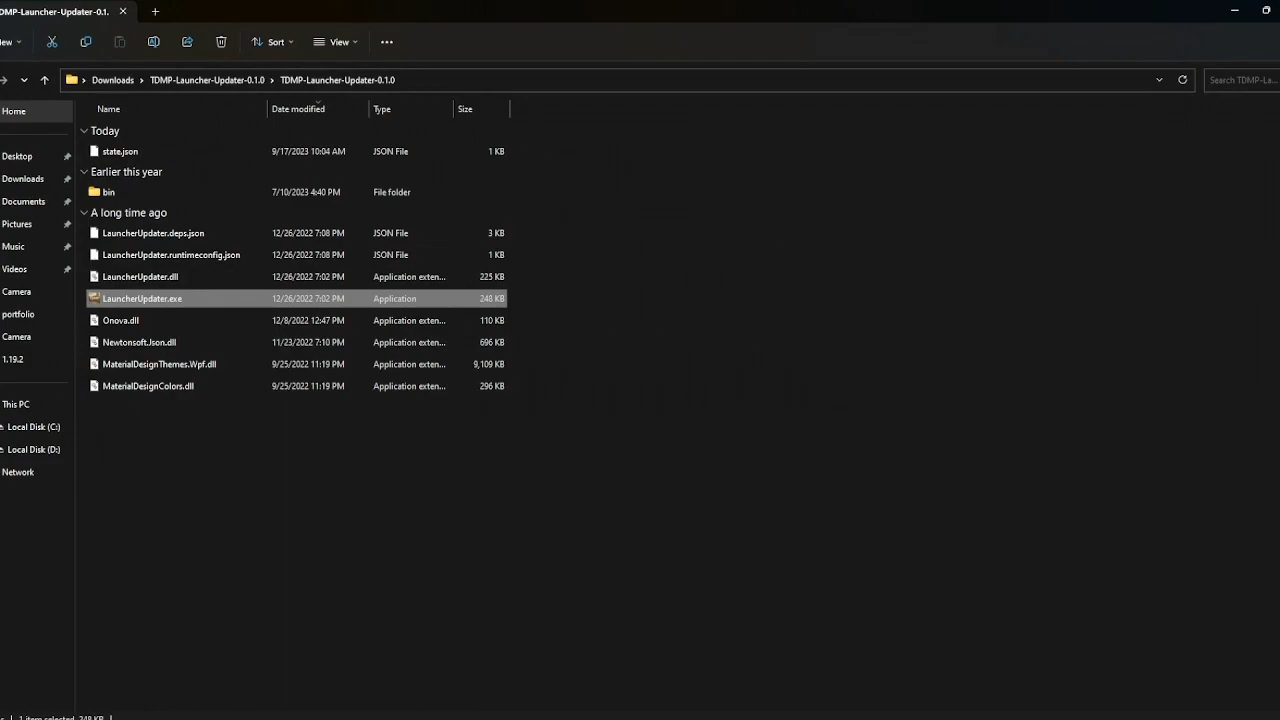 DMP-Launcher-Updater-0.1.
ew
Sort
View
Downloads > TDMP-Launcher-Updater-0.1.0 > TDMP-Launcher-Updater-0.1.0
Search TDMP-La...
Home
Desktop
Downloads
Documents
Pictures
Music
Videos
Camera
portfolio
Camera
1.19.2
This PC
Local Disk (C:)
Local Disk (D:)
Network
Name Date modified Type Size
Today
state.json 9/17/2023 10:04 AM JSON File 1 KB
Earlier this year
bin 7/10/2023 4:40 PM File folder
A long time ago
LauncherUpdater.deps.json 12/26/2022 7:08 PM JSON File 3 KB
LauncherUpdater.runtimeconfig.json 12/26/2022 7:08 PM JSON File 1 KB
LauncherUpdater.dll 12/26/2022 7:02 PM Application exten... 225 KB
LauncherUpdater.exe 12/26/2022 7:02 PM Application 248 KB
Onova.dll 12/8/2022 12:47 PM Application exten... 110 KB
Newtonsoft.Json.dll 11/23/2022 7:10 PM Application exten... 696 KB
MaterialDesignThemes.Wpf.dll 9/25/2022 11:19 PM Application exten... 9,109 KB
MaterialDesignColors.dll 9/25/2022 11:19 PM Application exten... 296 KB
1 item selected 248 KB